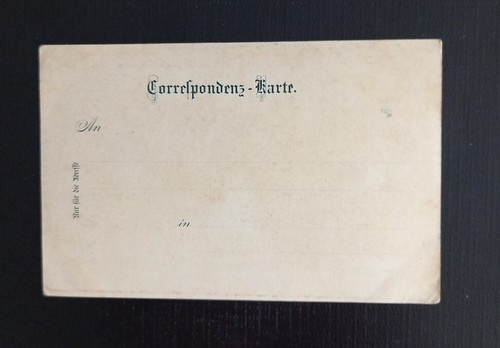 Correſpondenz-Karte.
An
in
Nur für die Adreſſe